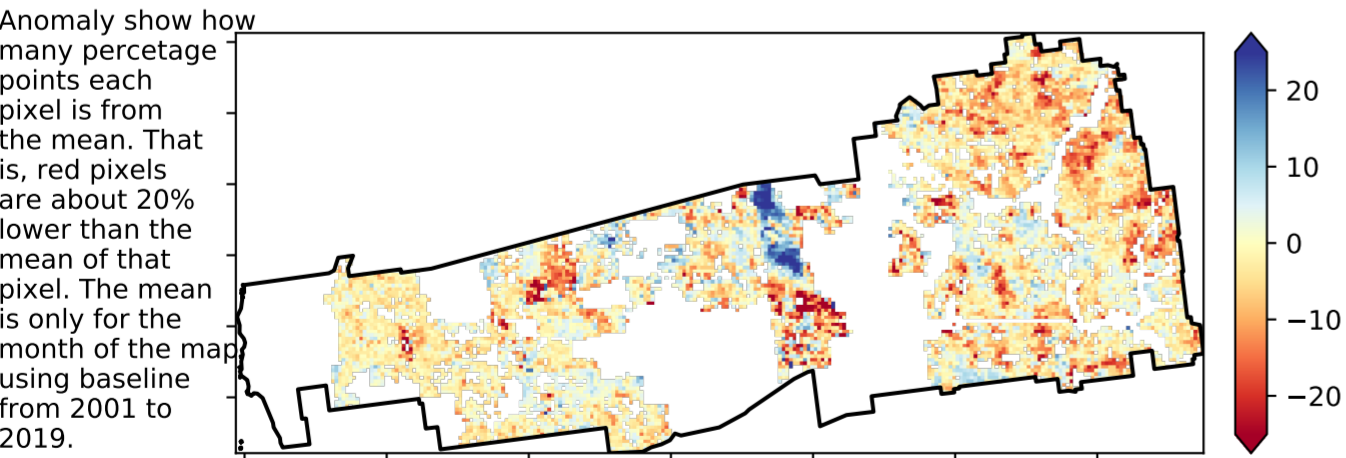 Anomaly show how
many percetage
points each
pixel is from
the mean. That
is, red pixels
are about 20%
lower than the
mean of that
pixel. The mean
is only for the
month of the map
using baseline
from 2001 to
2019.
20
10
0
−10
−20